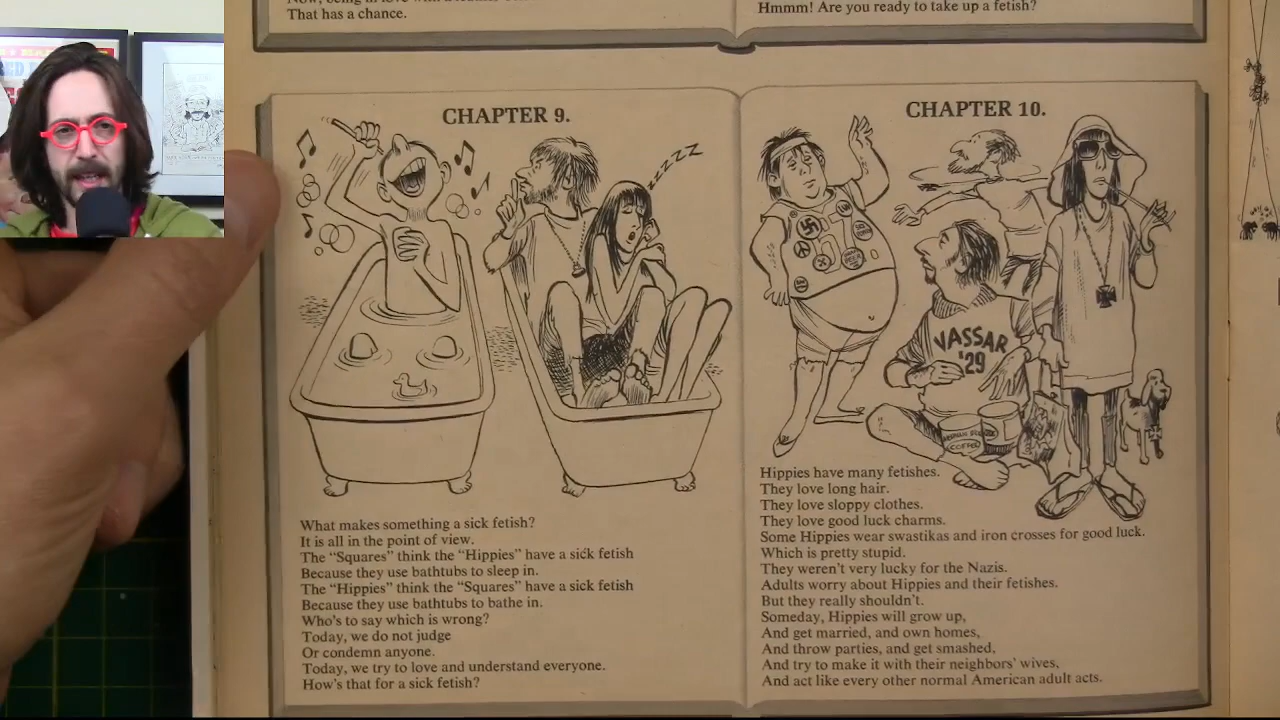 That has a chance.
Hmmm! Are you ready to take up a fetish?
CHAPTER 9.
zzzzz
What makes something a sick fetish?
It is all in the point of view.
The “Squares” think the “Hippies” have a sick fetish
Because they use bathtubs to sleep in.
The “Hippies” think the “Squares” have a sick fetish
Because they use bathtubs to bathe in.
Who's to say which is wrong?
Today, we do not judge
Or condemn anyone.
Today, we try to love and understand everyone.
How's that for a sick fetish?
CHAPTER 10.
VASSAR
'29
COFFEE
Hippies have many fetishes.
They love long hair.
They love sloppy clothes.
They love good luck charms.
Some Hippies wear swastikas and iron crosses for good luck.
Which is pretty stupid.
They weren't very lucky for the Nazis.
Adults worry about Hippies and their fetishes.
But they really shouldn't.
Someday, Hippies will grow up,
And get married, and own homes,
And throw parties, and get smashed,
And try to make it with their neighbors' wives,
And act like every other normal American adult acts.